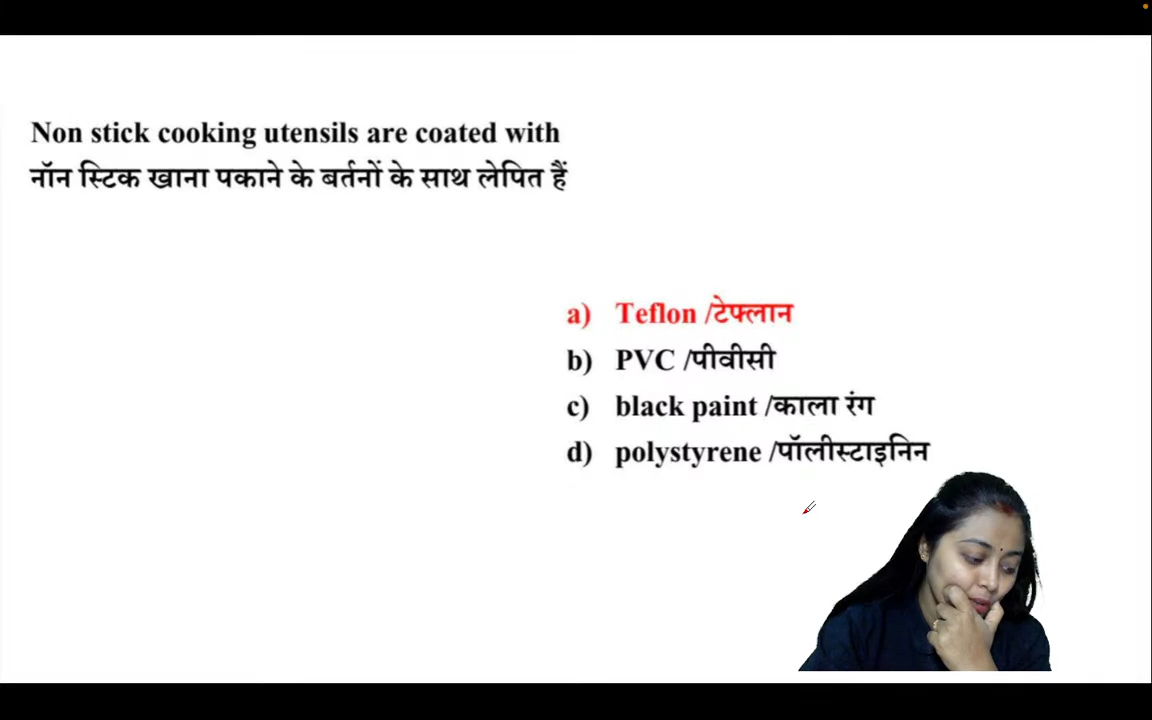 Non stick cooking utensils are coated with
नॉन स्टिक खाना पकाने के बर्तनों के साथ लेपित हैं
a) Teflon /टेफ्लान
b) PVC /पीवीसी
c) black paint /काला रंग
d) polystyrene /पॉलीस्टाइनिन